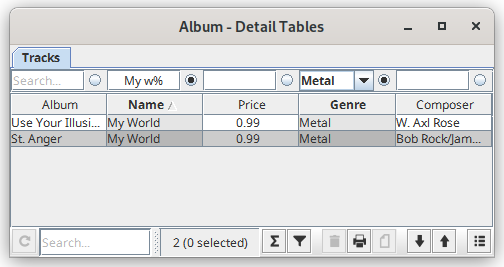 Album - Detail Tables
Tracks
Search... My w% Metal
Album Name Price Genre Composer
Use Your Illusi... My World 0.99 Metal W. Axl Rose
St. Anger My World 0.99 Metal Bob Rock/Jam...
Search... 2 (0 selected) Σ